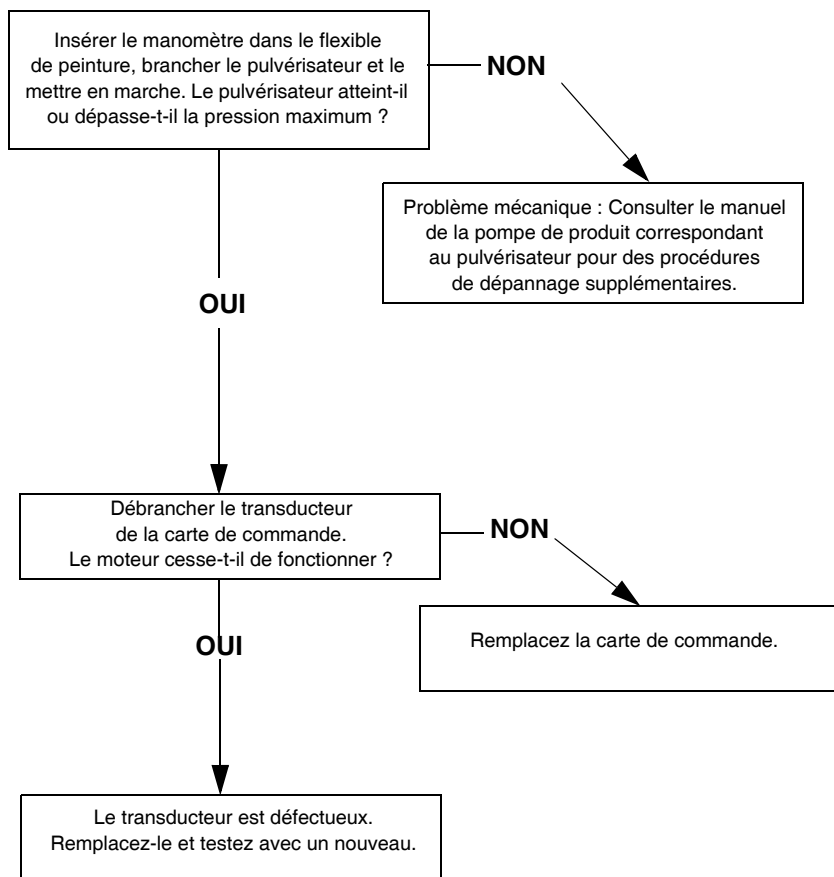 Insérer le manomètre dans le flexible
de peinture, brancher le pulvérisateur et le
mettre en marche. Le pulvérisateur atteint-il
ou dépasse-t-il la pression maximum ?
NON
Problème mécanique : Consulter le manuel
de la pompe de produit correspondant
au pulvérisateur pour des procédures
de dépannage supplémentaires.
OUI
Débrancher le transducteur
de la carte de commande.
Le moteur cesse-t-il de fonctionner ?
NON
Remplacez la carte de commande.
OUI
Le transducteur est défectueux.
Remplacez-le et testez avec un nouveau.